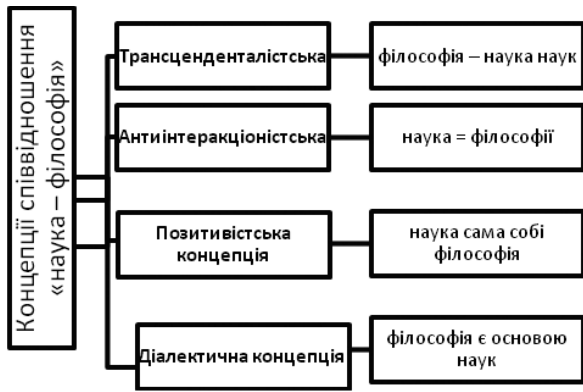 Концепції співвідношення
«наука – філософія»
Трансценденталістська
філософія – наука наук
Антиінтеракціоністська
наука = філософії
Позитивістська
концепція
наука сама собі
філософія
Діалектична концепція
філософія є основою
наук